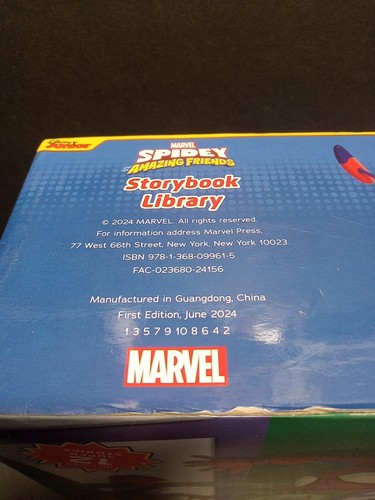 Disney JUNIOR
MARVEL
SPIDEY
AND HIS AMAZING FRIENDS
Storybook
Library
© 2024 MARVEL. All rights reserved.
For information address Marvel Press,
77 West 66th Street, New York, New York 10023.
ISBN 978-1-368-09961-5
FAC-023680-24156
Manufactured in Guangdong, China
First Edition, June 2024
1 3 5 7 9 10 8 6 4 2
MARVEL
12